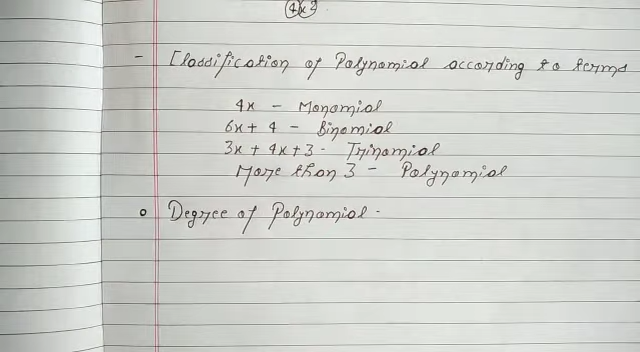 4x2
- Classification of Polynomial according to terms
4x - Monomial
6x + 4 - Binomial
3x + 4x + 3 - Trinomial
More than 3 - Polynomial
o Degree of Polynomial -